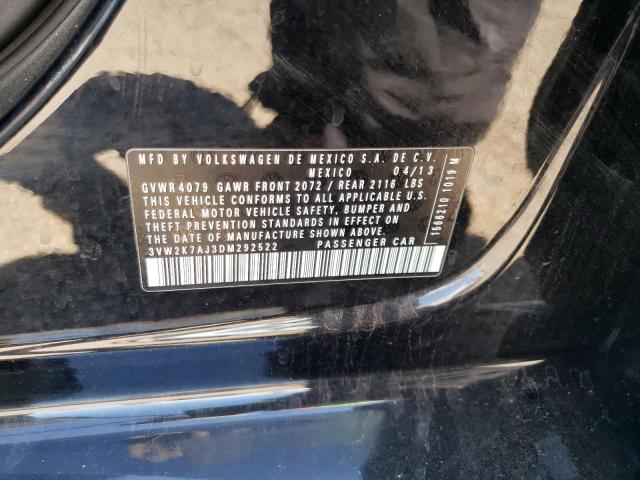 MFD BY VOLKSWAGEN DE MEXICO S.A. DE C.V.
MEXICO 04/13
GVWR 4079 GAWR FRONT 2072 / REAR 2116 LBS
THIS VEHICLE CONFORMS TO ALL APPLICABLE U.S.
FEDERAL MOTOR VEHICLE SAFETY, BUMPER AND
THEFT PREVENTION STANDARDS IN EFFECT ON
THE DATE OF MANUFACTURE SHOWN ABOVE.
3VW2K7AJ3DM292522 PASSENGER CAR
1566210 1019 M